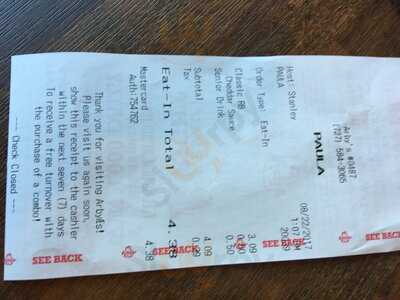 Arby's #0487
(727) 584-3065
PAULA
Host: Stanley
08/22/2017
PAULA
1:07 PM
Order Type: Eat-In
Classic RB 3.09
Cheddar Sauce 0.50
Senior Drink 0.50
Subtotal 4.09
Tax 0.29
Eat-In Total 4.38
Mastercard 4.38
Auth:754762
Thank you for visiting Arbys!
Please visit us again soon,
show this receipt to the cashier
within the next seven (7) days
To receive a free turnover with
the purchase of a combo!
--- Check Closed ---
SEE BACK
SEE BACK
SEE BACK
SEE BACK